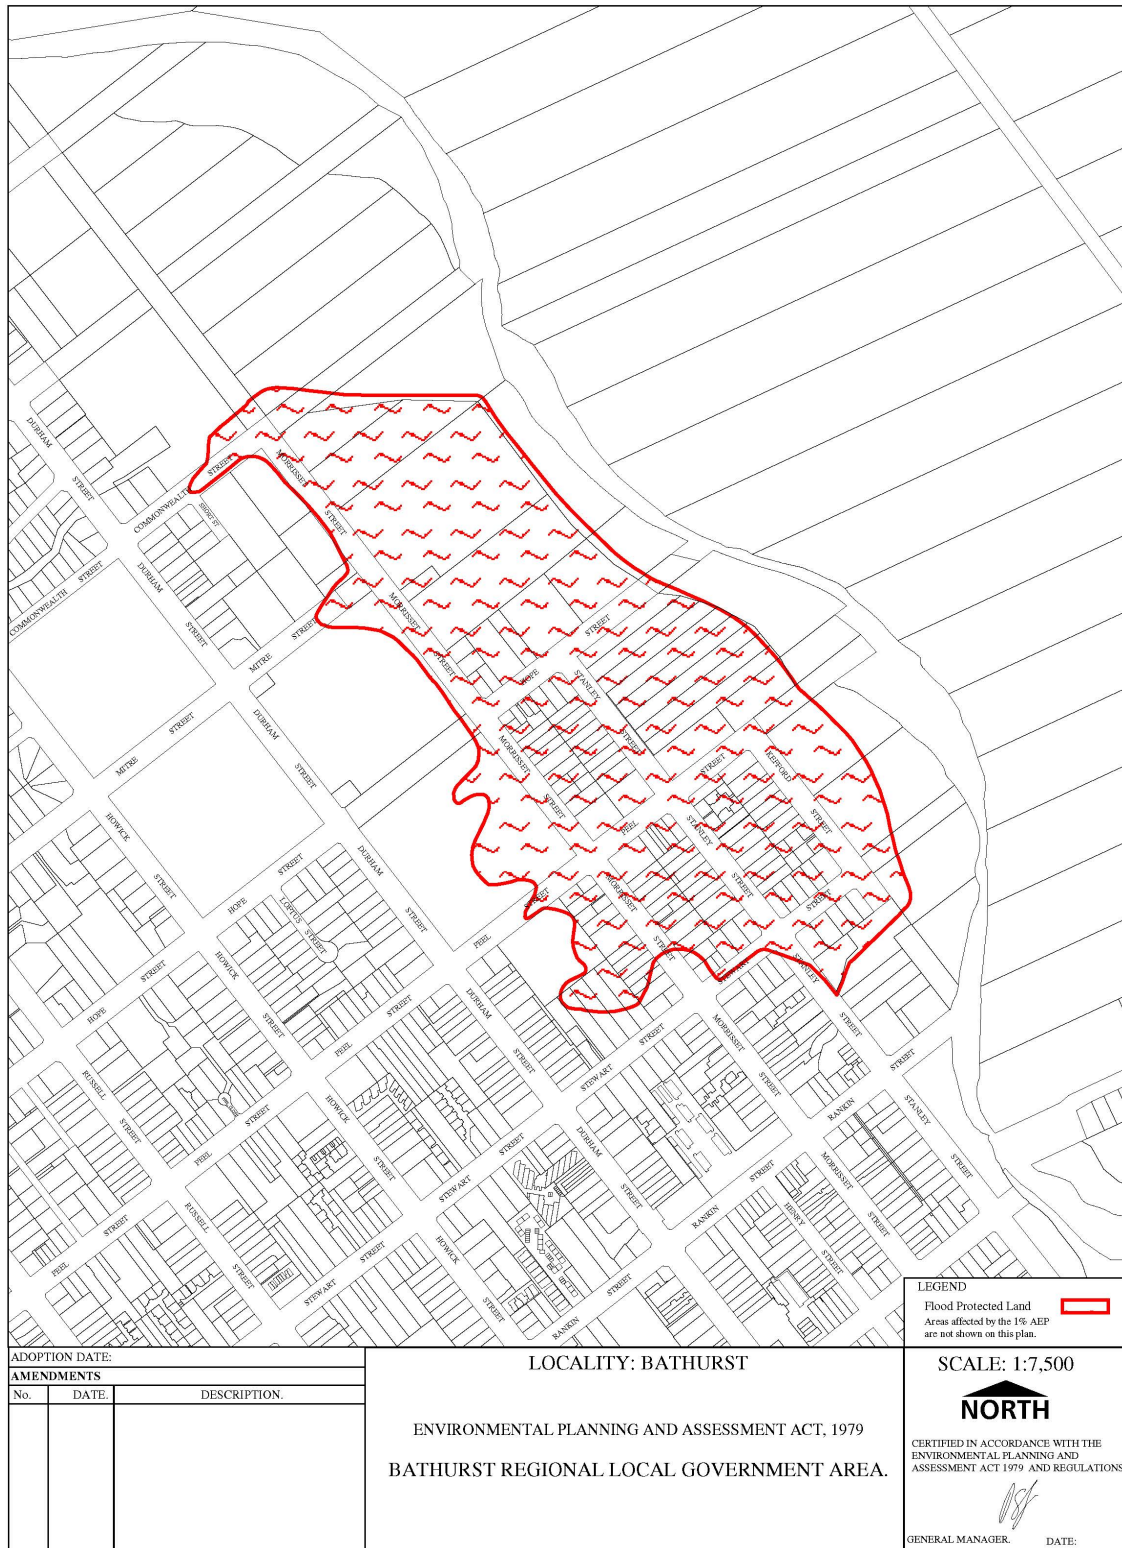 DURHAM
STREET
MORRISSET
STREET
STREET
COMMONWEALTH
SHORT ST
STREET
DURHAM
STREET
COMMONWEALTH
STREET
MITRE
STREET
MORRISSET
STREET
STREET
HOPE
STANLEY
STREET
MITRE
STREET
DURHAM
STREET
MORRISSET
STREET
STREET
KEFFORD
STREET
PEEL
STANLEY
STREET
STREET
HOWICK
STREET
HOPE
STREET
DURHAM
STREET
LOFFUS
STREET
PEEL
STREET
MORRISSET
STREET
STEWART
STANLEY
STREET
HOPE
STREET
HOWICK
STREET
PEEL
STREET
DURHAM
STREET
STEWART
STREET
MORRISSET
STREET
RANKIN
STREET
STANLEY
STREET
RUSSELL
STREET
PEEL
STREET
HOWICK
STREET
STEWART
STREET
DURHAM
STREET
RANKIN
STREET
MORRISSET
STREET
HENRY
STREET
PEEL
STREET
RUSSELL
STREET
STEWART
STREET
HOWICK
STREET
RANKIN
STREET
LEGEND
Flood Protected Land
Areas affected by the 1% AEP
are not shown on this plan.
ADOPTION DATE:
AMENDMENTS
No. DATE. DESCRIPTION.
LOCALITY: BATHURST
ENVIRONMENTAL PLANNING AND ASSESSMENT ACT, 1979
BATHURST REGIONAL LOCAL GOVERNMENT AREA.
SCALE: 1:7,500
NORTH
CERTIFIED IN ACCORDANCE WITH THE
ENVIRONMENTAL PLANNING AND
ASSESSMENT ACT 1979 AND REGULATIONS
GENERAL MANAGER. DATE: